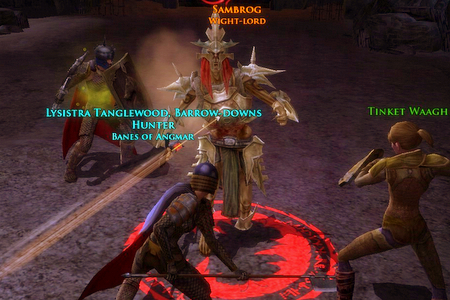 Sambrog
Wight-lord
Lysistra Tanglewood, Barrow-downs
Hunter
Banes of Angmar
Tinket Waagh